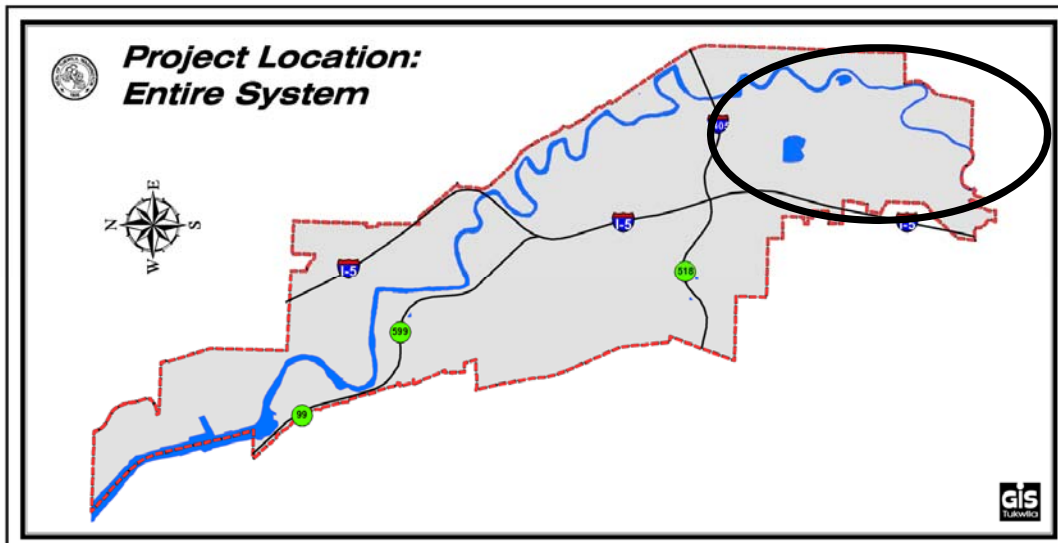 Project Location:
Entire System
405
E
N
S
W
I-5
I-5
I-5
518
599
99
GIS
Tukwila